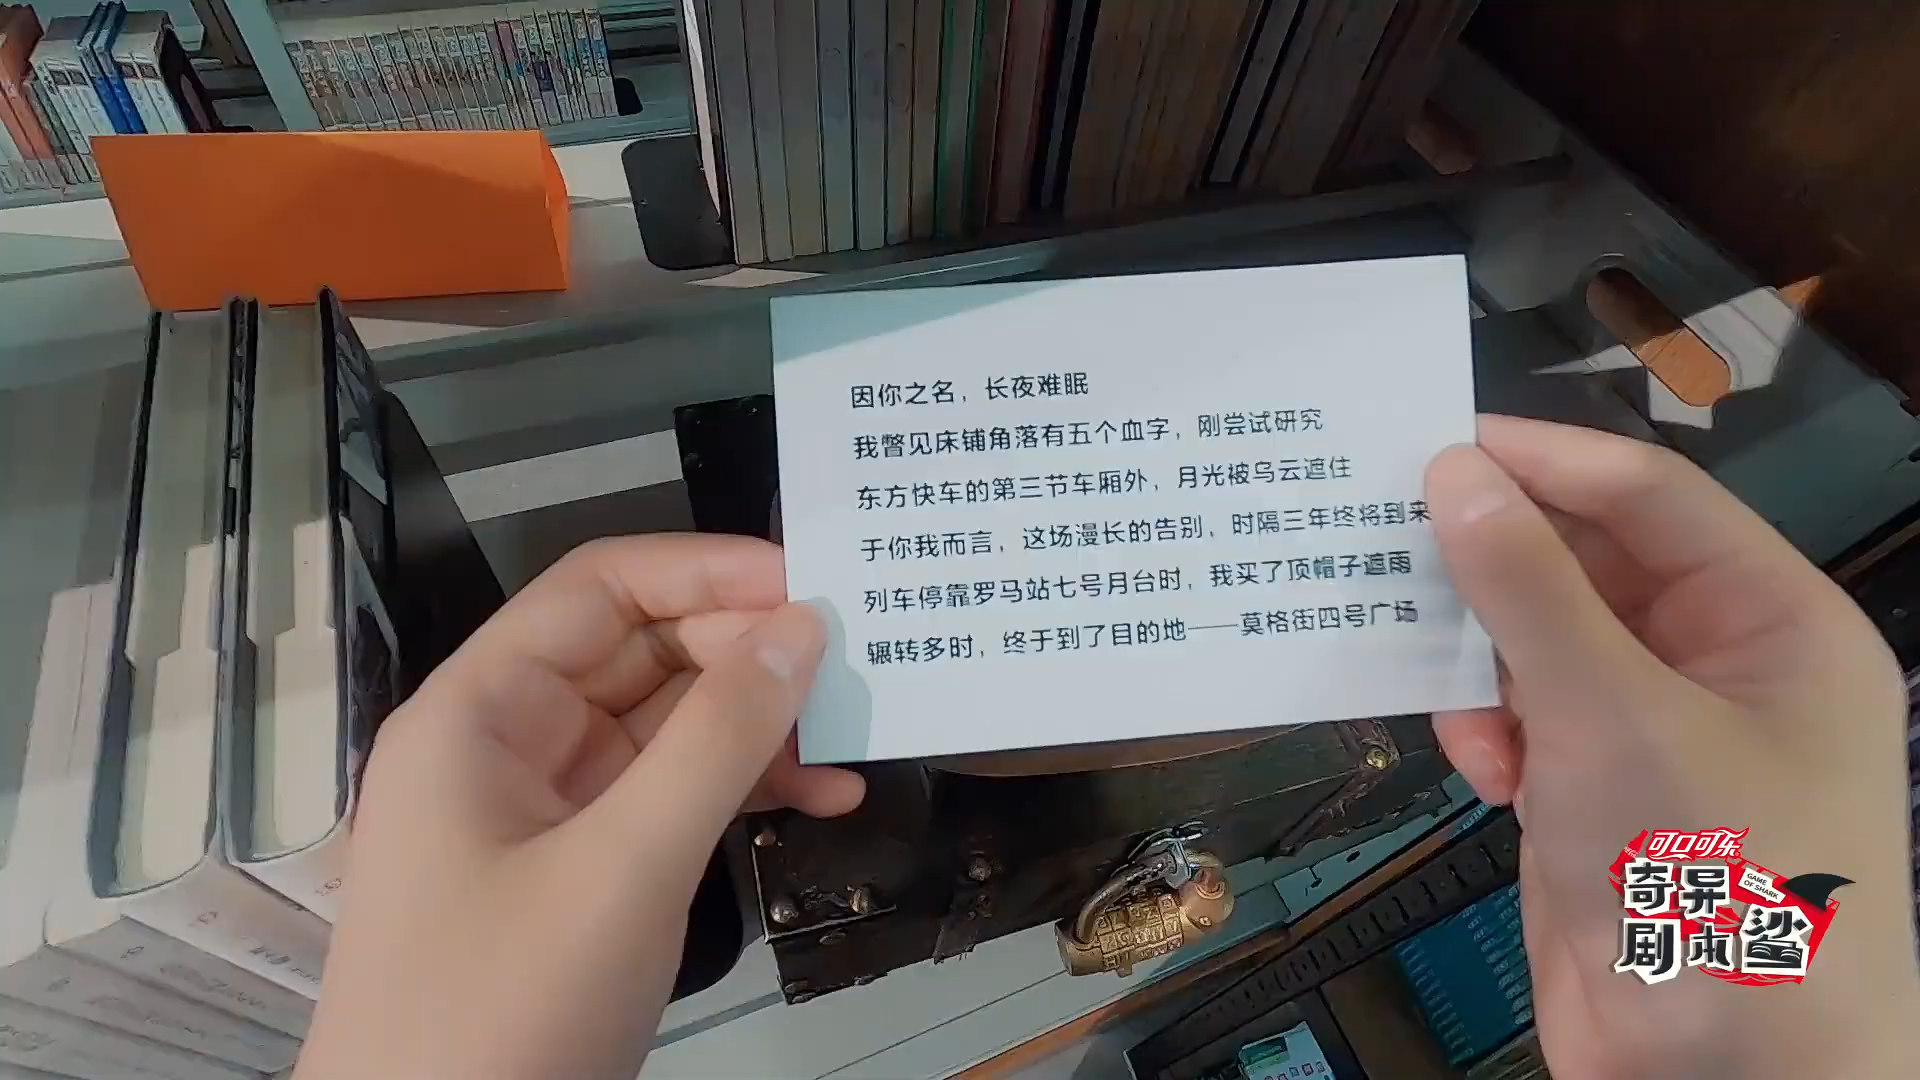 因你之名，长夜难眠
我瞥见床铺角落有五个血字，刚尝试研究
东方快车的第三节车厢外，月光被乌云遮住
于你我而言，这场漫长的告别，时隔三年终将到来
列车停靠罗马站七号月台时，我买了顶帽子遮雨
辗转多时，终于到了目的地——莫格街四号广场
可口可乐
奇异
GAME
OF SHARK
剧本鲨